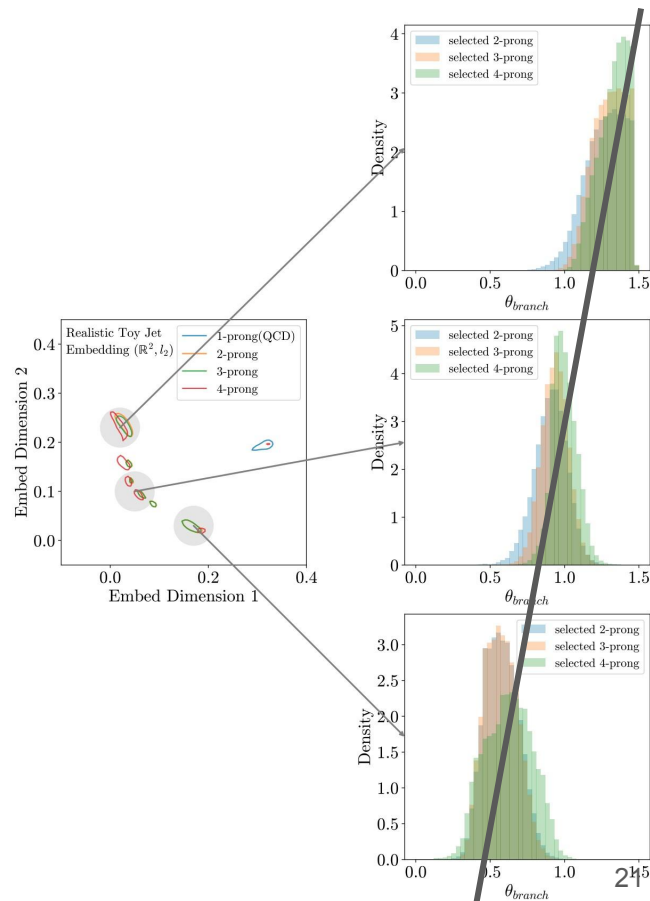 4
3
2
1
0
Density
selected 2-prong
selected 3-prong
selected 4-prong
0.0 0.5 1.0 1.5
θ_branch
0.4
0.3
0.2
0.1
0.0
Embed Dimension 2
Realistic Toy Jet
Embedding (ℝ², l₂)
1-prong(QCD)
2-prong
3-prong
4-prong
0.0 0.2 0.4
Embed Dimension 1
5
4
3
2
1
0
Density
selected 2-prong
selected 3-prong
selected 4-prong
0.0 0.5 1.0 1.5
θ_branch
3.0
2.5
2.0
1.5
1.0
0.5
0.0
Density
selected 2-prong
selected 3-prong
selected 4-prong
0.0 0.5 1.0 1.5
θ_branch
21